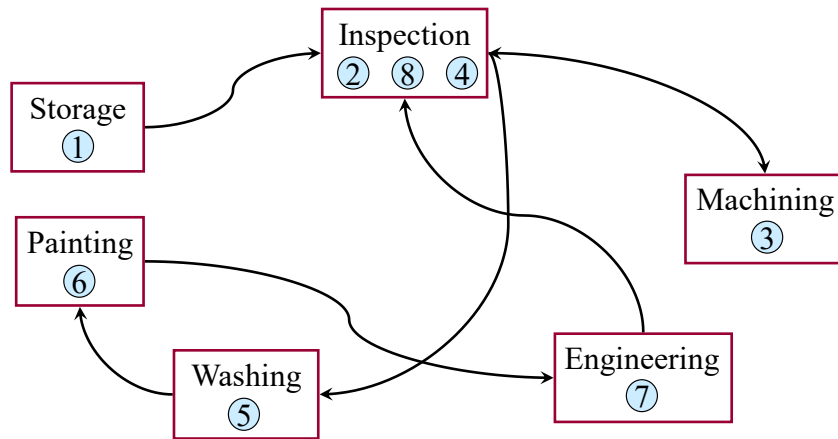 Inspection
2 8 4
Storage
1
Machining
3
Painting
6
Engineering
7
Washing
5